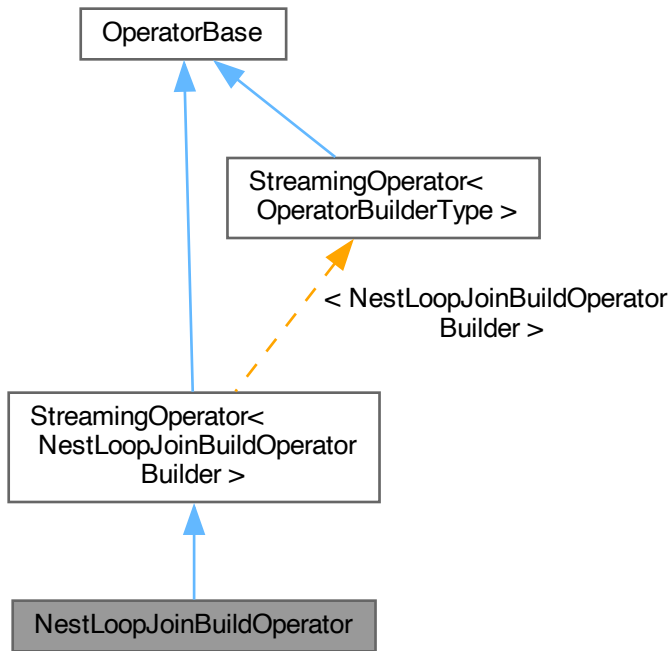 OperatorBase
StreamingOperator<
OperatorBuilderType >
< NestLoopJoinBuildOperator
Builder >
StreamingOperator<
NestLoopJoinBuildOperator
Builder >
NestLoopJoinBuildOperator